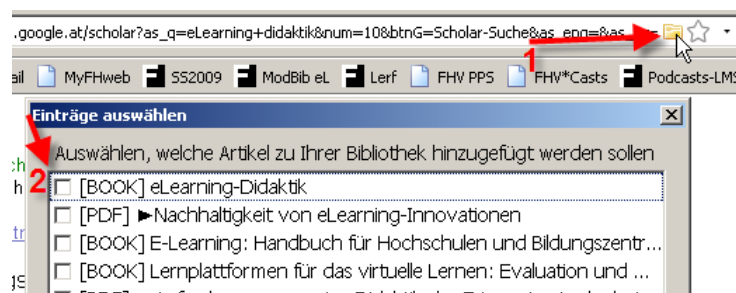 .google.at/scholar?as_q=eLearning+didaktik&num=10&btnG=Scholar-Suche&as_epq=&as_
1
ail MyFHweb SS2009 ModBib eL Lerf FHV PPS FHV*Casts Podcasts-LMS
Einträge auswählen
Auswählen, welche Artikel zu Ihrer Bibliothek hinzugefügt werden sollen
2
[BOOK] eLearning-Didaktik
[PDF] ►Nachhaltigkeit von eLearning-Innovationen
[BOOK] E-Learning: Handbuch für Hochschulen und Bildungszentr...
[BOOK] Lernplattformen für das virtuelle Lernen: Evaluation und ...